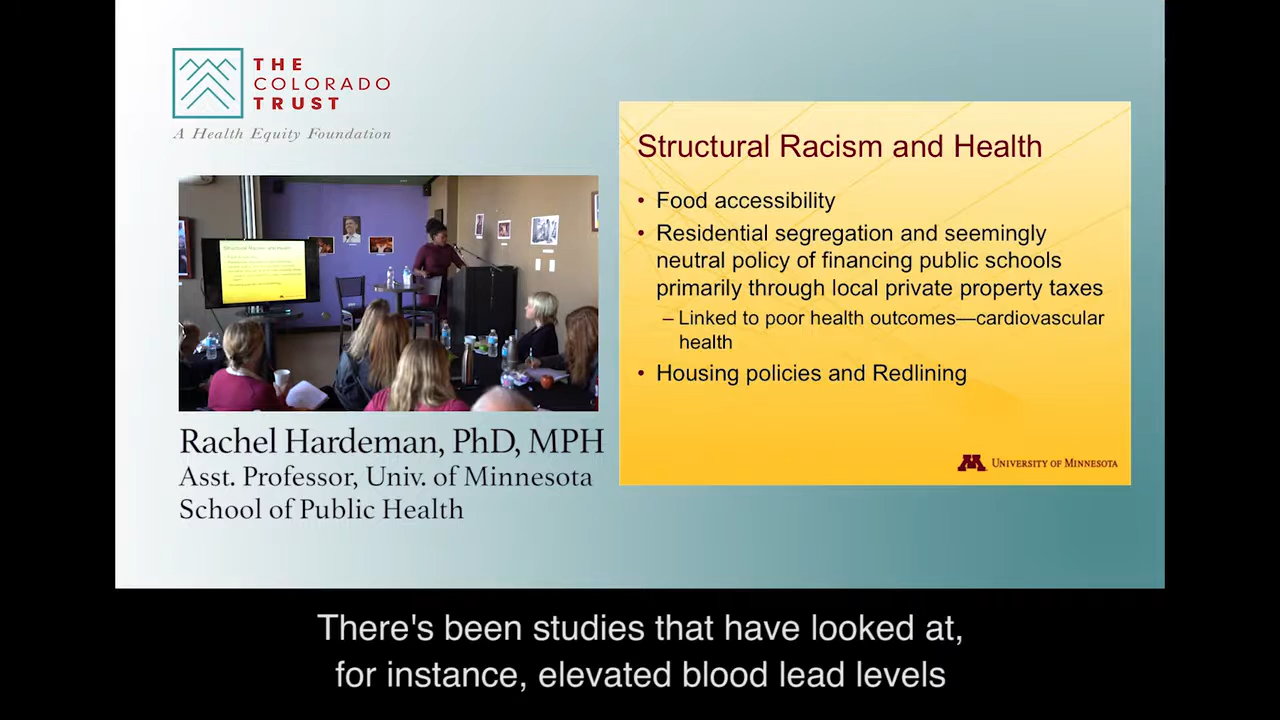 THE
COLORADO
TRUST
A Health Equity Foundation
Rachel Hardeman, PhD, MPH
Asst. Professor, Univ. of Minnesota
School of Public Health
Structural Racism and Health
• Food accessibility
• Residential segregation and seemingly
neutral policy of financing public schools
primarily through local private property taxes
– Linked to poor health outcomes—cardiovascular
health
• Housing policies and Redlining
UNIVERSITY OF MINNESOTA
There's been studies that have looked at,
for instance, elevated blood lead levels